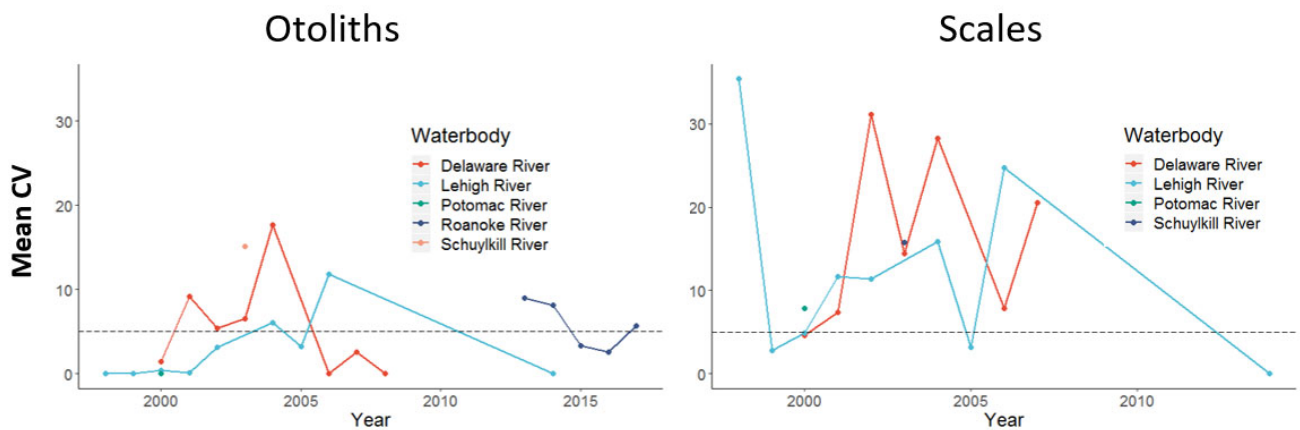 Otoliths
Mean CV
30
20
10
0
2000
2005
2010
2015
Year
Waterbody
Delaware River
Lehigh River
Potomac River
Roanoke River
Schuylkill River
Scales
30
20
10
0
2000
2005
2010
Year
Waterbody
Delaware River
Lehigh River
Potomac River
Schuylkill River